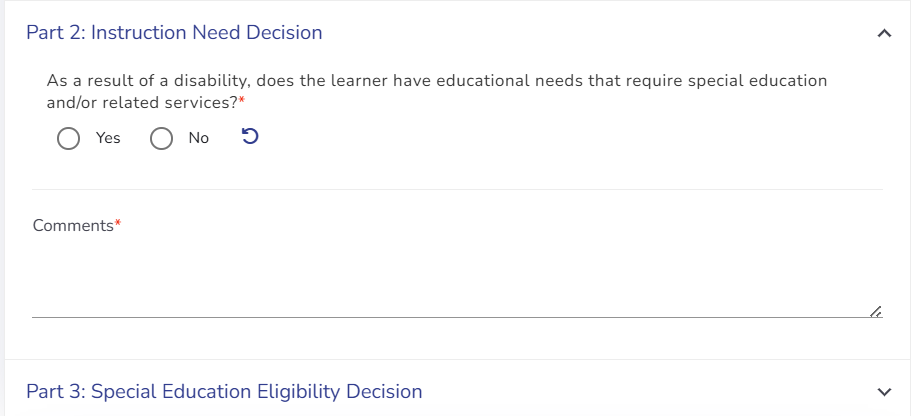 Part 2: Instruction Need Decision
As a result of a disability, does the learner have educational needs that require special education
and/or related services?*
Yes No
Comments*
Part 3: Special Education Eligibility Decision